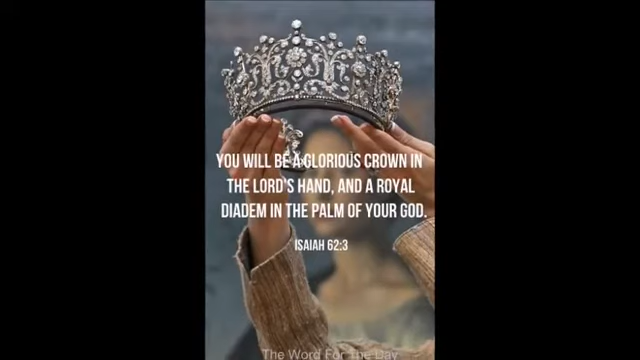 YOU WILL BE A GLORIOUS CROWN IN
THE LORD'S HAND, AND A ROYAL
DIADEM IN THE PALM OF YOUR GOD.
ISAIAH 62:3
The Word For The Day